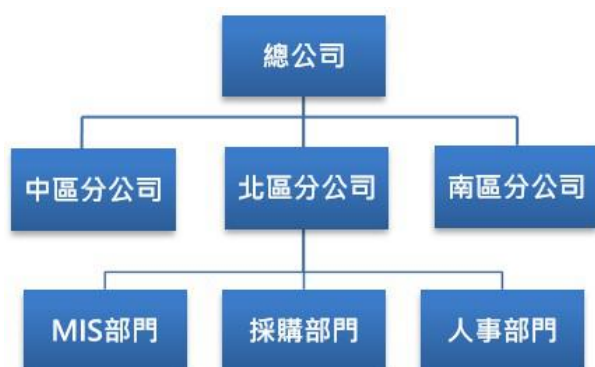 總公司
中區分公司
北區分公司
南區分公司
MIS部門
採購部門
人事部門